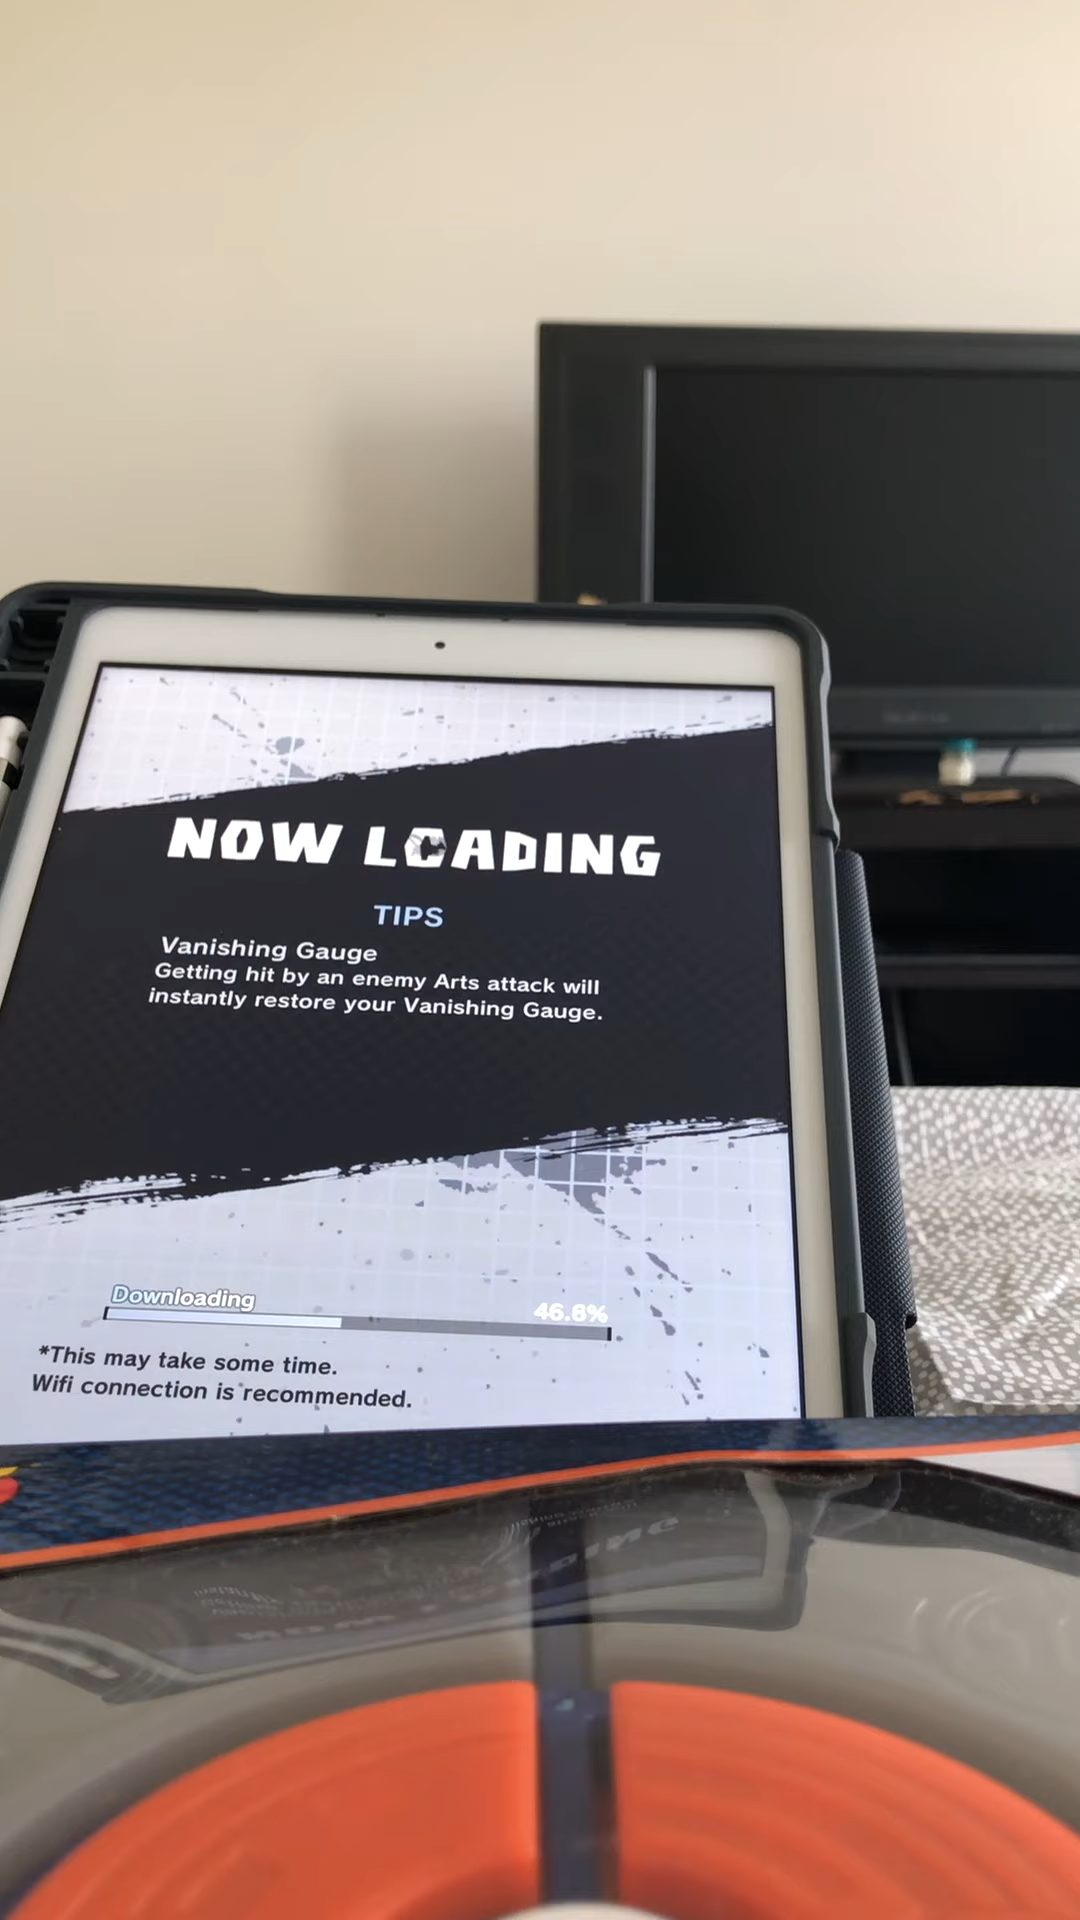 NOW LOADING
TIPS
Vanishing Gauge
Getting hit by an enemy Arts attack will
instantly restore your Vanishing Gauge.
Downloading
46.6%
*This may take some time.
Wifi connection is recommended.